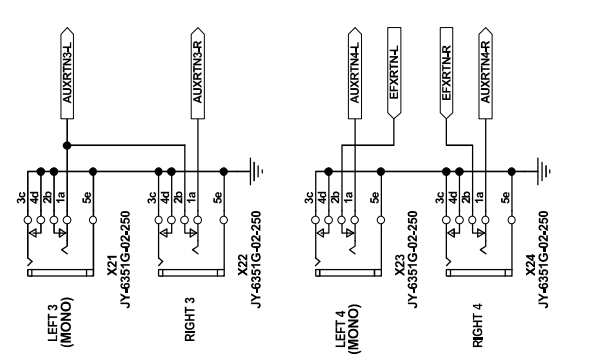 AUXRTN3-L
AUXRTN3-R
AUXRTN4-L
EFXRTN-L
EFXRTN-R
AUXRTN4-R
3c
4d
2b
1a
5e
3c
4d
2b
1a
5e
3c
4d
2b
1a
5e
3c
4d
2b
1a
5e
X21
JY-6351G-02-250
X22
JY-6351G-02-250
X23
JY-6351G-02-250
X24
JY-6351G-02-250
LEFT 3
(MONO)
RIGHT 3
LEFT 4
(MONO)
RIGHT 4